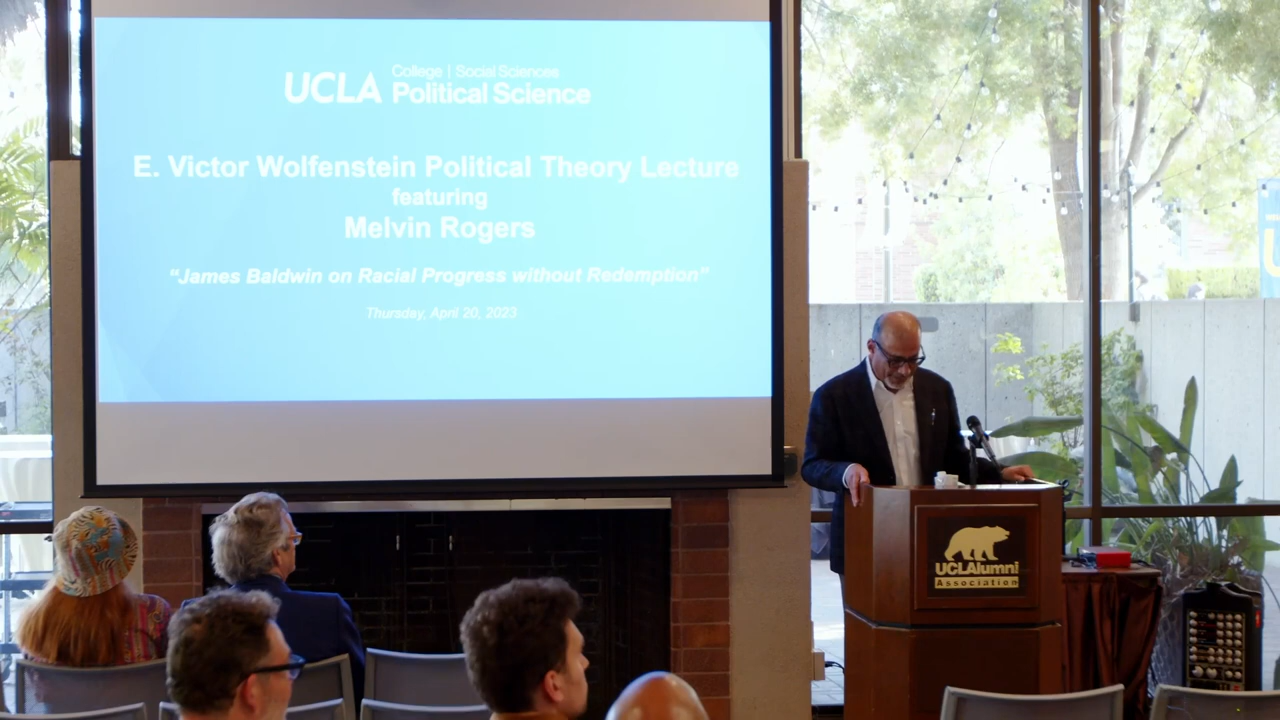 UCLA College | Social Sciences
Political Science
E. Victor Wolfenstein Political Theory Lecture
featuring
Melvin Rogers
“James Baldwin on Racial Progress without Redemption”
Thursday, April 20, 2023
UCLAlumni
Association